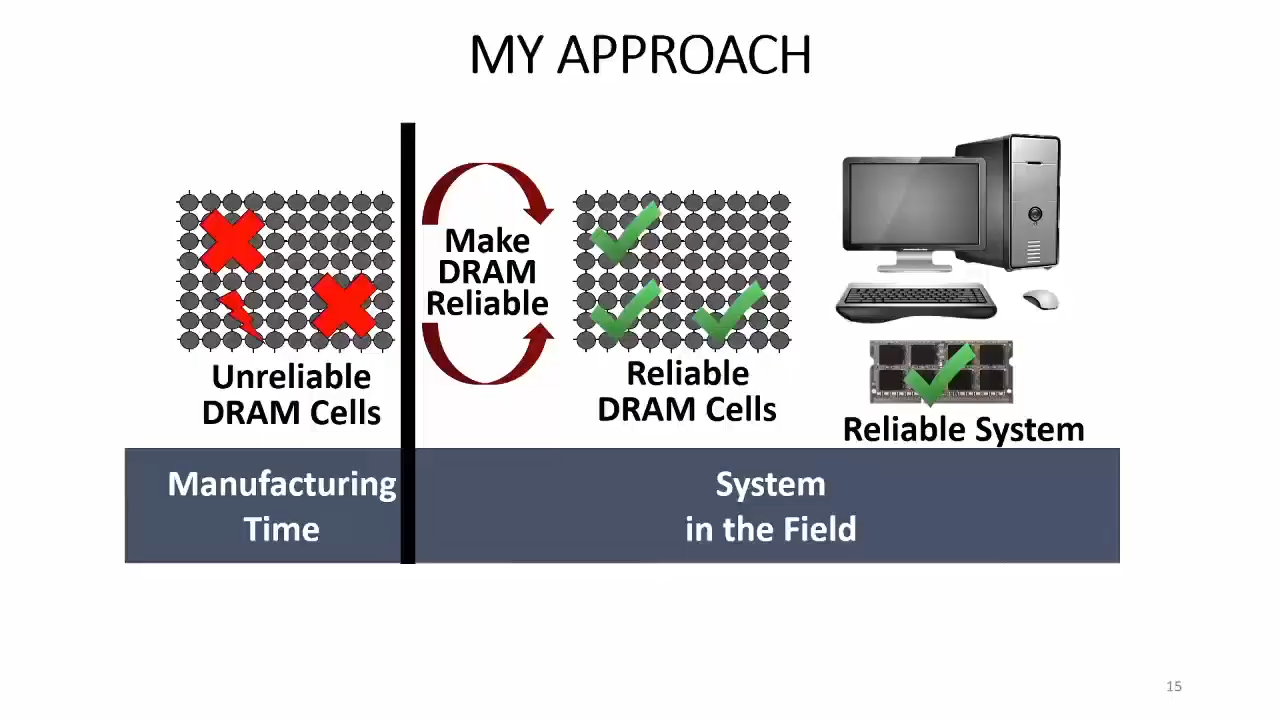 MY APPROACH
Make
DRAM
Reliable
Unreliable
DRAM Cells
Reliable
DRAM Cells
Reliable System
Manufacturing
Time
System
in the Field
15